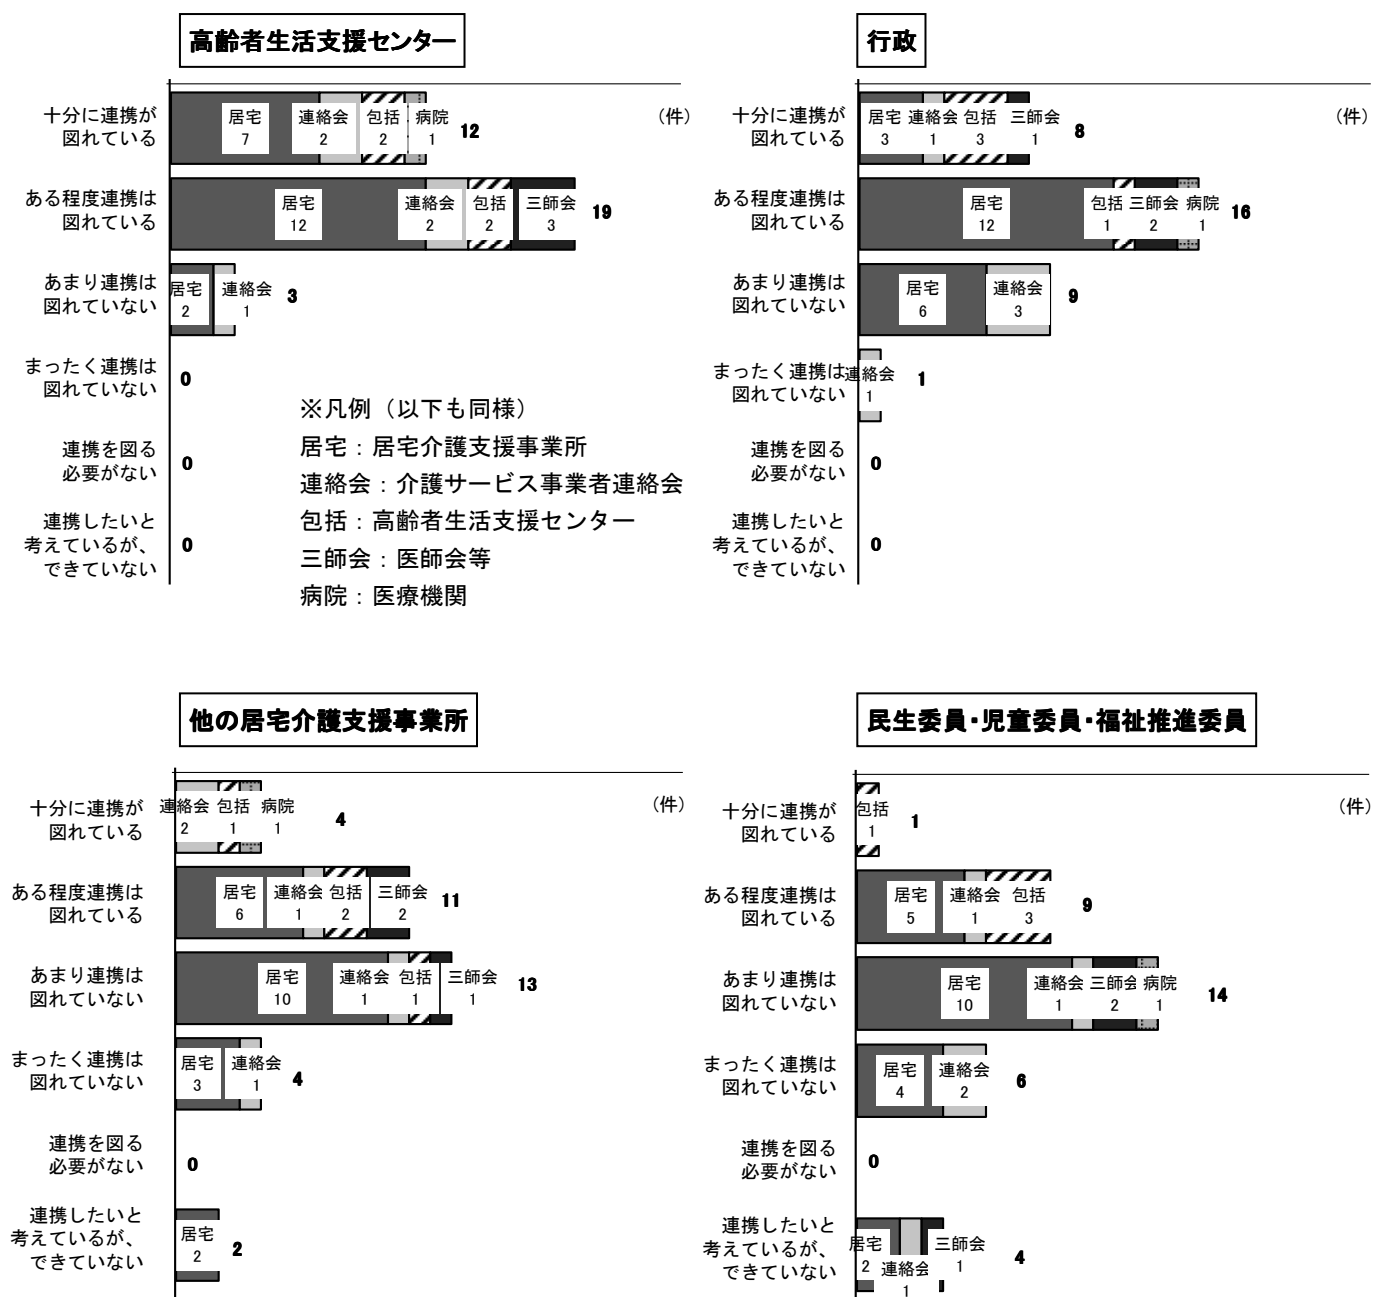 高齢者生活支援センター
(件)
十分に連携が
図れている
居宅
7
連絡会
2
包括
2
病院
1
12
ある程度連携は
図れている
居宅
12
連絡会
2
包括
2
三師会
3
19
あまり連携は
図れていない
居宅
2
連絡会
1
3
まったく連携は
図れていない
0
連携を図る
必要がない
0
連携したいと
考えているが、
できていない
0
※凡例（以下も同様）
居宅：居宅介護支援事業所
連絡会：介護サービス事業者連絡会
包括：高齢者生活支援センター
三師会：医師会等
病院：医療機関
行政
(件)
十分に連携が
図れている
居宅
3
連絡会
1
包括
3
三師会
1
8
ある程度連携は
図れている
居宅
12
包括
1
三師会
2
病院
1
16
あまり連携は
図れていない
居宅
6
連絡会
3
9
まったく連携は
図れていない
連絡会
1
1
連携を図る
必要がない
0
連携したいと
考えているが、
できていない
0
他の居宅介護支援事業所
(件)
十分に連携が
図れている
連絡会
2
包括
1
病院
1
4
ある程度連携は
図れている
居宅
6
連絡会
1
包括
2
三師会
2
11
あまり連携は
図れていない
居宅
10
連絡会
1
包括
1
三師会
1
13
まったく連携は
図れていない
居宅
3
連絡会
1
4
連携を図る
必要がない
0
連携したいと
考えているが、
できていない
居宅
2
2
民生委員・児童委員・福祉推進委員
(件)
十分に連携が
図れている
包括
1
1
ある程度連携は
図れている
居宅
5
連絡会
1
包括
3
9
あまり連携は
図れていない
居宅
10
連絡会
1
三師会
2
病院
1
14
まったく連携は
図れていない
居宅
4
連絡会
2
6
連携を図る
必要がない
0
連携したいと
考えているが、
できていない
居宅
2
連絡会
1
三師会
1
4